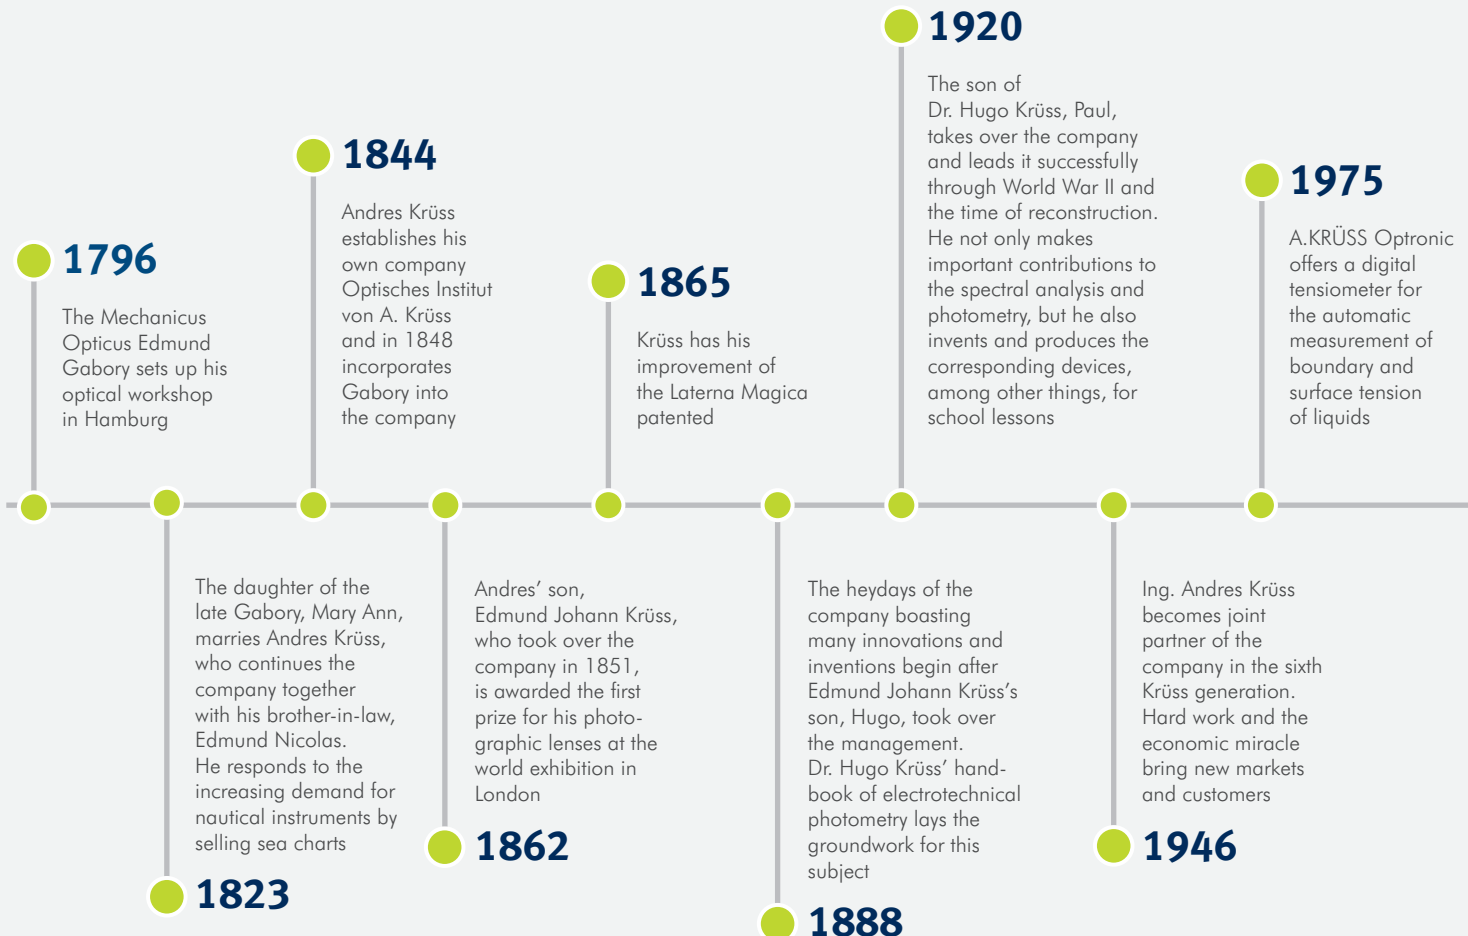 1796
The Mechanicus
Opticus Edmund
Gabory sets up his
optical workshop
in Hamburg
The daughter of the
late Gabory, Mary Ann,
marries Andres Krüss,
who continues the
company together
with his brother-in-law,
Edmund Nicolas.
He responds to the
increasing demand for
nautical instruments by
selling sea charts
1823
1844
Andres Krüss
establishes his
own company
Optisches Institut
von A. Krüss
and in 1848
incorporates
Gabory into
the company
Andres’ son,
Edmund Johann Krüss,
who took over the
company in 1851,
is awarded the first
prize for his photo-
graphic lenses at the
world exhibition in
London
1862
1865
Krüss has his
improvement of
the Laterna Magica
patented
The heydays of the
company boasting
many innovations and
inventions begin after
Edmund Johann Krüss’s
son, Hugo, took over
the management.
Dr. Hugo Krüss’ hand-
book of electrotechnical
photometry lays the
groundwork for this
subject
1888
1920
The son of
Dr. Hugo Krüss, Paul,
takes over the company
and leads it successfully
through World War II and
the time of reconstruction.
He not only makes
important contributions to
the spectral analysis and
photometry, but he also
invents and produces the
corresponding devices,
among other things, for
school lessons
Ing. Andres Krüss
becomes joint
partner of the
company in the sixth
Krüss generation.
Hard work and the
economic miracle
bring new markets
and customers
1946
1975
A.KRÜSS Optronic
offers a digital
tensiometer for
the automatic
measurement of
boundary and
surface tension
of liquids